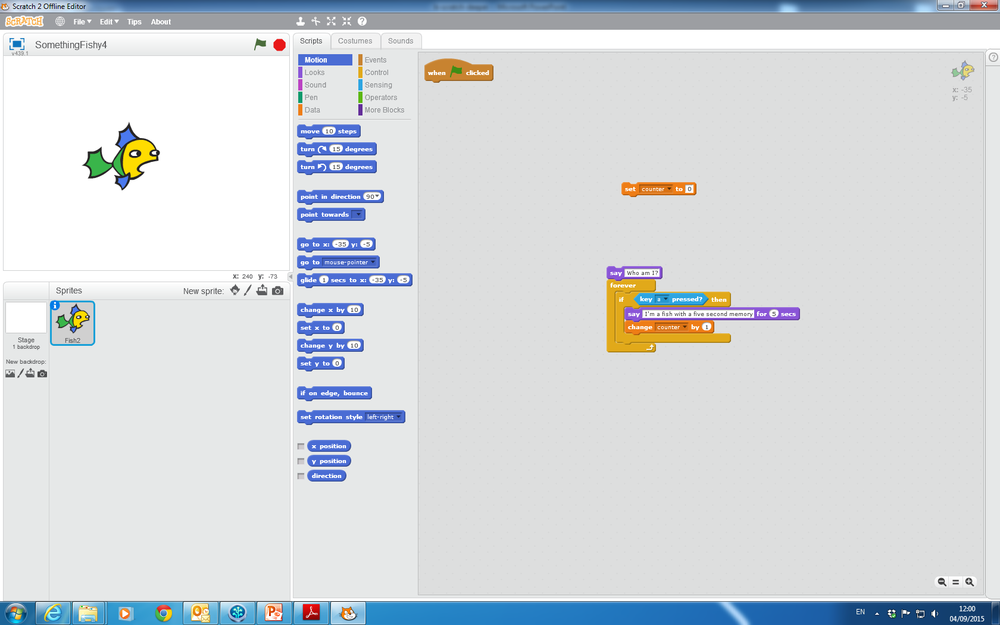 Scratch 2 Offline Editor
SCRATCH File Edit Tips About
v439.1
SomethingFishy4
Scripts Costumes Sounds
Motion
Looks
Sound
Pen
Data
Events
Control
Sensing
Operators
More Blocks
move 10 steps
turn 15 degrees
turn 15 degrees
point in direction 90
point towards
go to x: -35 y: -5
go to mouse-pointer
glide 1 secs to x: -35 y: -5
change x by 10
set x to 0
change y by 10
set y to 0
if on edge, bounce
set rotation style left-right
x position
y position
direction
when clicked
set counter to 0
say Who am I?
forever
if key a pressed? then
say I'm a fish with a five second memory for 5 secs
change counter by 1
x: -35
y: -5
x: 240 y: -73
Sprites New sprite:
Fish2
Stage
1 backdrop
New backdrop:
EN
12:00
04/09/2015